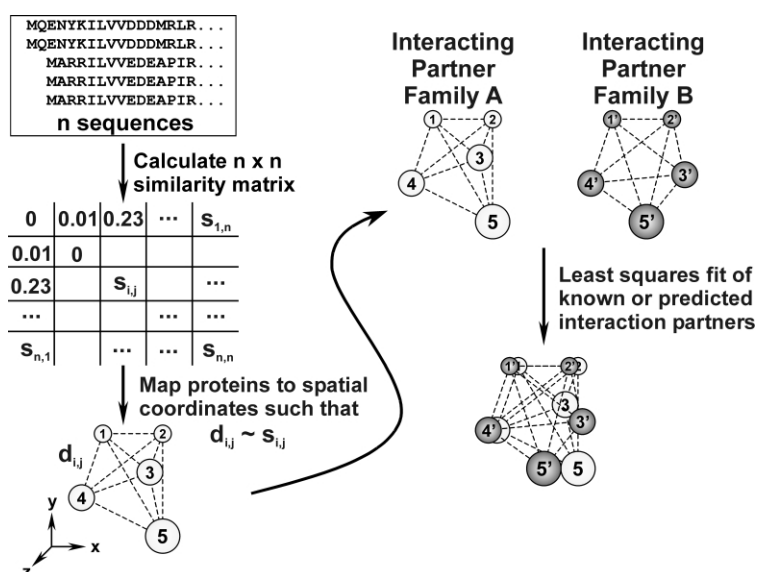 MQENYKILVVDDDMRLR...
MQENYKILVVDDDMRLR...
MARRILVVEDEAPIR...
MARRILVVEDEAPIR...
MARRILVVEDEAPIR...
n sequences
Calculate n x n
similarity matrix
0 0.01 0.23 ... S1,n
0.01 0
0.23 Si,j ...
...
Sn,1 ... ... Sn,n
Map proteins to spatial
coordinates such that
di,j ~ si,j
1 2
di,j
3
4
5
y
x
z
Interacting
Partner
Family A
1 2
3
4
5
Interacting
Partner
Family B
1' 2'
3'
4'
5'
Least squares fit of
known or predicted
interaction partners
1' 2' 2
3
3'
4'
5' 5